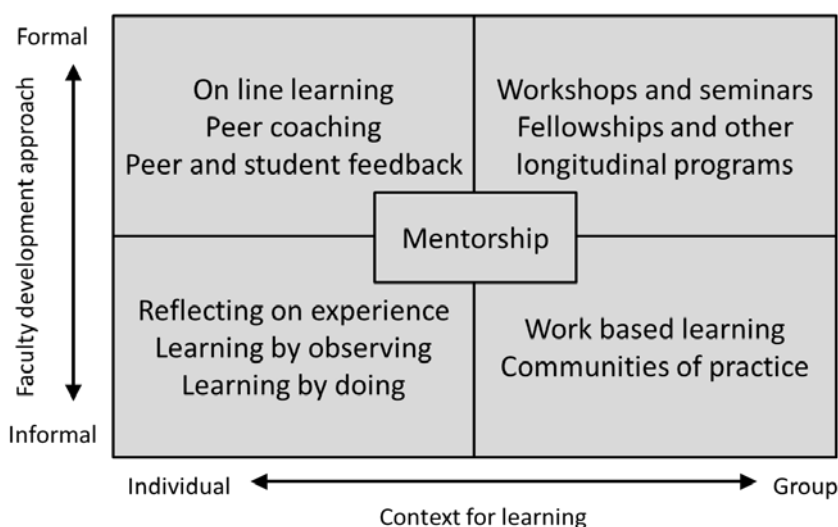 Formal
On line learning
Peer coaching
Peer and student feedback
Workshops and seminars
Fellowships and other
longitudinal programs
Faculty development approach
Mentorship
Reflecting on experience
Learning by observing
Learning by doing
Work based learning
Communities of practice
Informal
Individual
Group
Context for learning